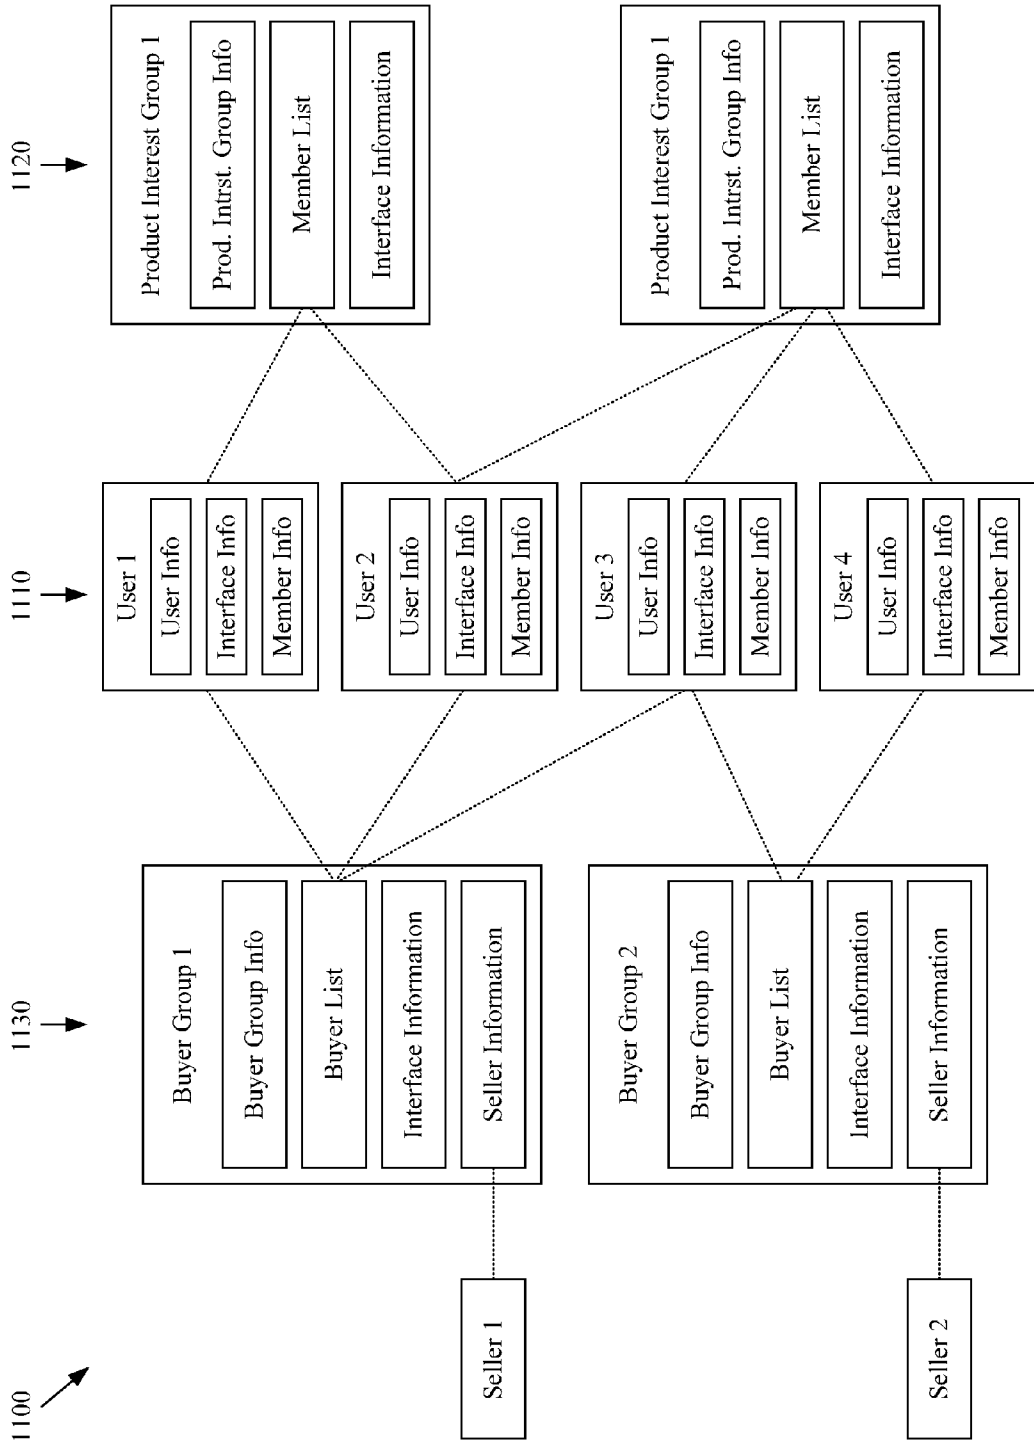 1100
1130
1110
1120
Seller 1
Seller 2
Buyer Group 1
Buyer Group Info
Buyer List
Interface Information
Seller Information
Buyer Group 2
Buyer Group Info
Buyer List
Interface Information
Seller Information
User 1
User Info
Interface Info
Member Info
User 2
User Info
Interface Info
Member Info
User 3
User Info
Interface Info
Member Info
User 4
User Info
Interface Info
Member Info
Product Interest Group 1
Prod. Intrst. Group Info
Member List
Interface Information
Product Interest Group 1
Prod. Intrst. Group Info
Member List
Interface Information